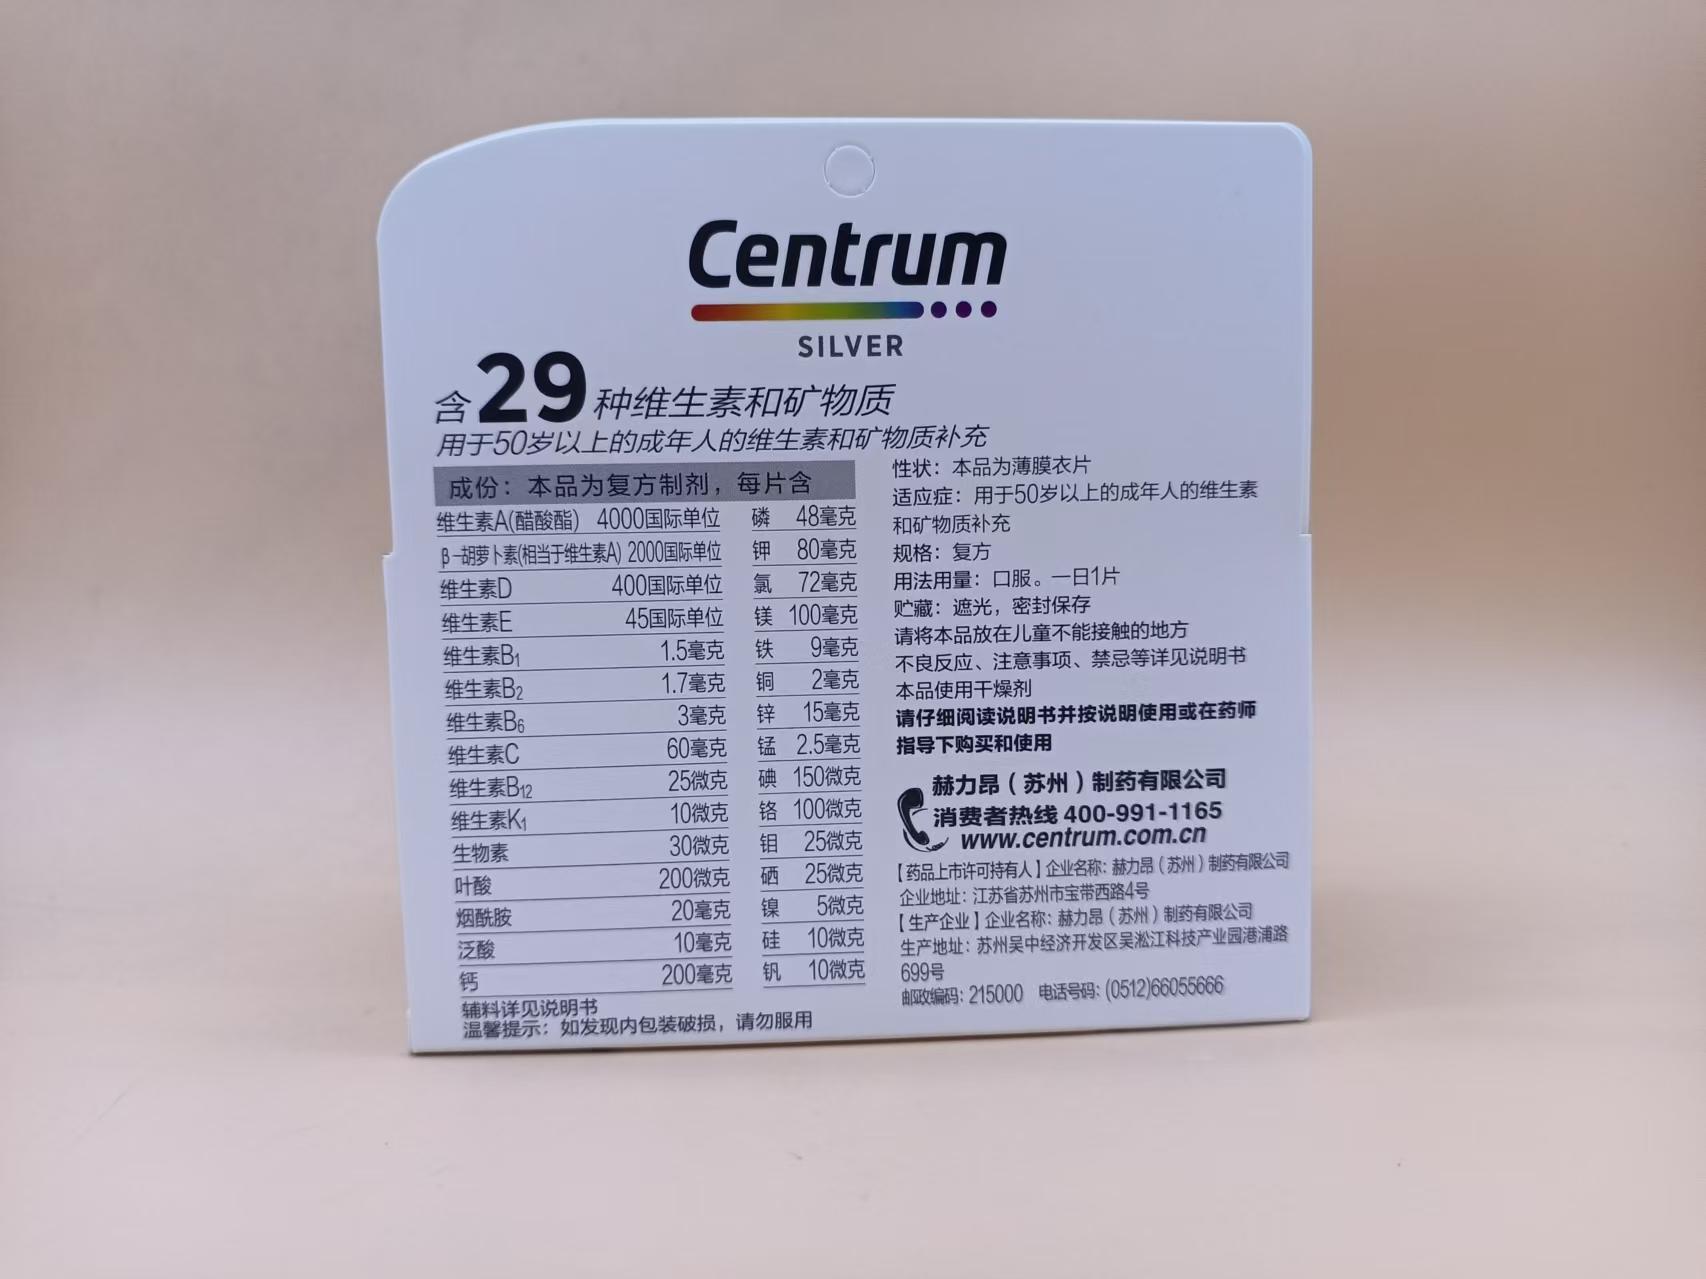 Centrum
SILVER
含29种维生素和矿物质
用于50岁以上的成年人的维生素和矿物质补充
成份：本品为复方制剂，每片含
维生素A(醋酸酯) 4000国际单位
β-胡萝卜素(相当于维生素A) 2000国际单位
维生素D 400国际单位
维生素E 45国际单位
维生素B1 1.5毫克
维生素B2 1.7毫克
维生素B6 3毫克
维生素C 60毫克
维生素B12 25微克
维生素K1 10微克
生物素 30微克
叶酸 200微克
烟酰胺 20毫克
泛酸 10毫克
钙 200毫克
磷 48毫克
钾 80毫克
氯 72毫克
镁 100毫克
铁 9毫克
铜 2毫克
锌 15毫克
锰 2.5毫克
碘 150微克
铬 100微克
钼 25微克
硒 25微克
镍 5微克
硅 10微克
钒 10微克
辅料详见说明书
温馨提示：如发现内包装破损，请勿服用
性状：本品为薄膜衣片
适应症：用于50岁以上的成年人的维生素
和矿物质补充
规格：复方
用法用量：口服。一日1片
贮藏：遮光，密封保存
请将本品放在儿童不能接触的地方
不良反应、注意事项、禁忌等详见说明书
本品使用干燥剂
请仔细阅读说明书并按说明使用或在药师
指导下购买和使用
赫力昂（苏州）制药有限公司
消费者热线 400-991-1165
www.centrum.com.cn
【药品上市许可持有人】企业名称：赫力昂（苏州）制药有限公司
企业地址：江苏省苏州市宝带西路4号
【生产企业】企业名称：赫力昂（苏州）制药有限公司
生产地址：苏州吴中经济开发区吴淞江科技产业园港浦路
699号
邮政编码：215000 电话号码：(0512)66055666